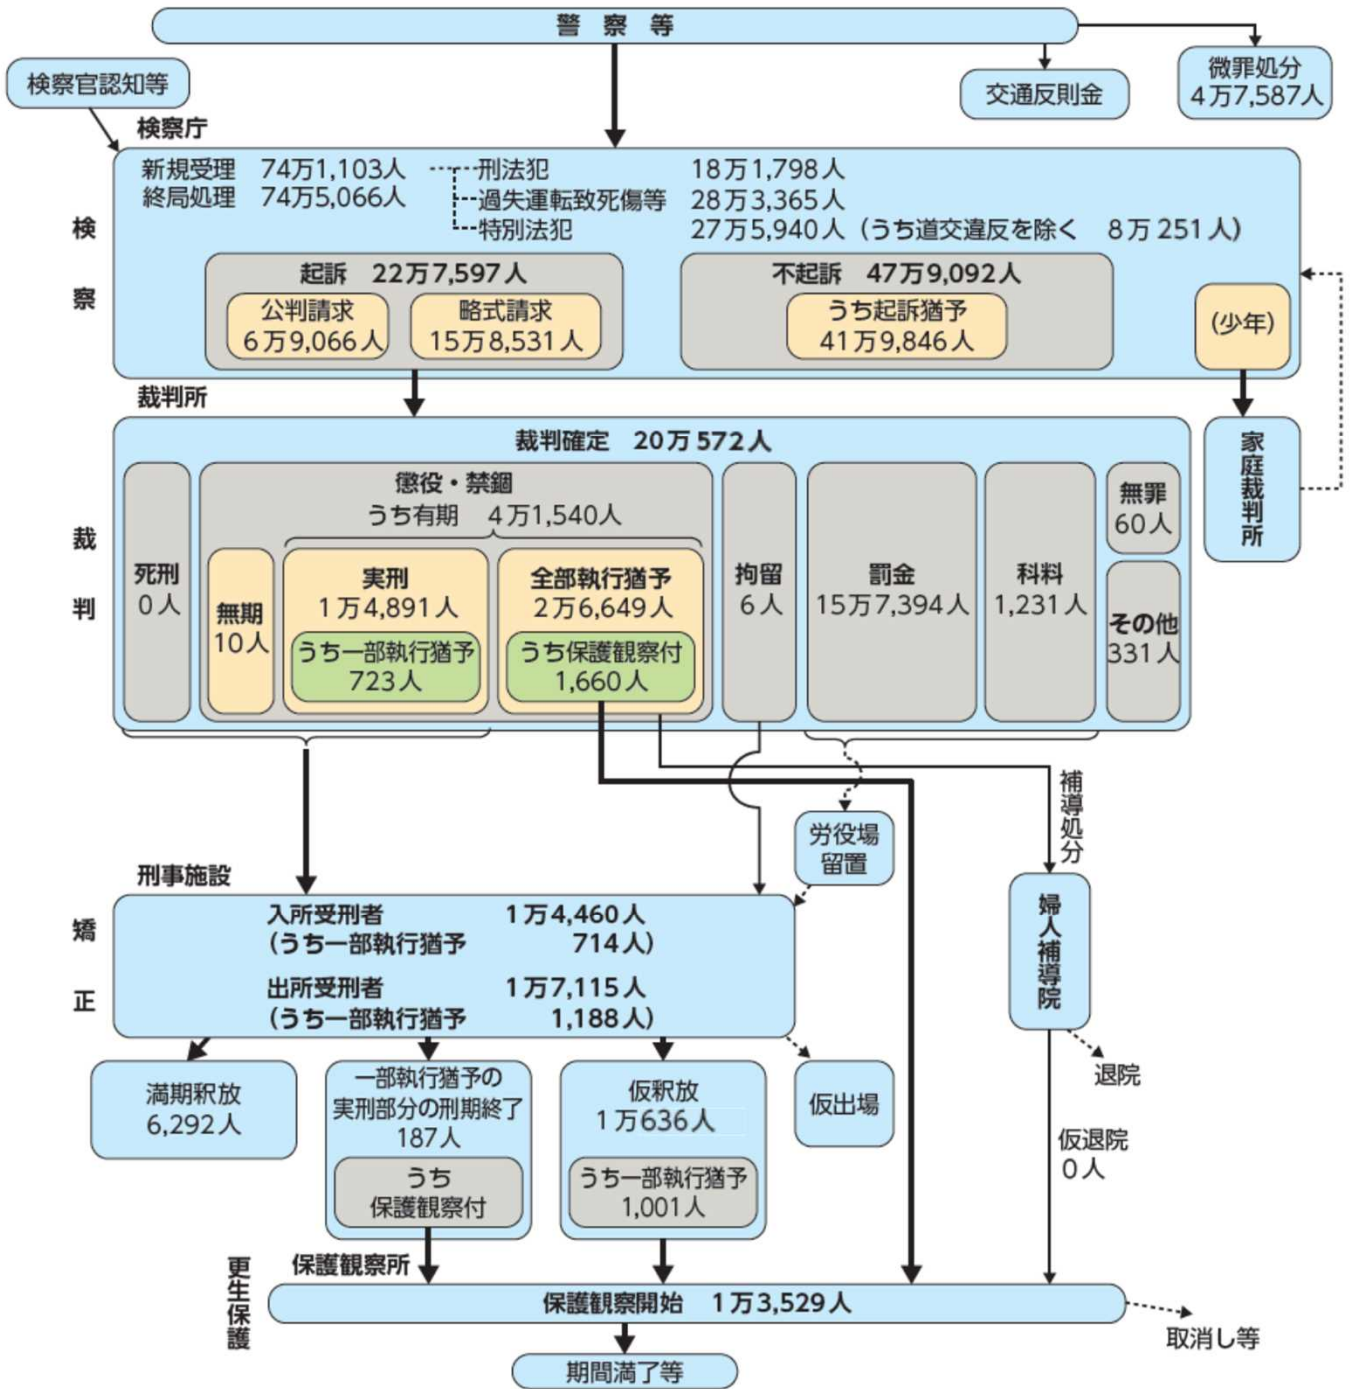 警察等
検察官認知等
交通反則金
微罪処分
4万7,587人
検察庁
検察
新規受理 74万1,103人
終局処理 74万5,066人
刑法犯 18万1,798人
過失運転致死傷等 28万3,365人
特別法犯 27万5,940人（うち道交違反を除く 8万251人）
起訴 22万7,597人
公判請求
6万9,066人
略式請求
15万8,531人
不起訴 47万9,092人
うち起訴猶予
41万9,846人
(少年)
裁判所
裁判
裁判確定 20万572人
死刑
0人
懲役・禁錮
うち有期 4万1,540人
無期
10人
実刑
1万4,891人
うち一部執行猶予
723人
全部執行猶予
2万6,649人
うち保護観察付
1,660人
拘留
6人
罰金
15万7,394人
科料
1,231人
無罪
60人
その他
331人
家庭裁判所
補導処分
労役場
留置
刑事施設
矯正
入所受刑者 1万4,460人
（うち一部執行猶予 714人）
出所受刑者 1万7,115人
（うち一部執行猶予 1,188人）
婦人補導院
退院
仮退院
0人
満期釈放
6,292人
一部執行猶予の
実刑部分の刑期終了
187人
うち
保護観察付
仮釈放
1万636人
うち一部執行猶予
1,001人
仮出場
更生保護
保護観察所
保護観察開始 1万3,529人
取消し等
期間満了等